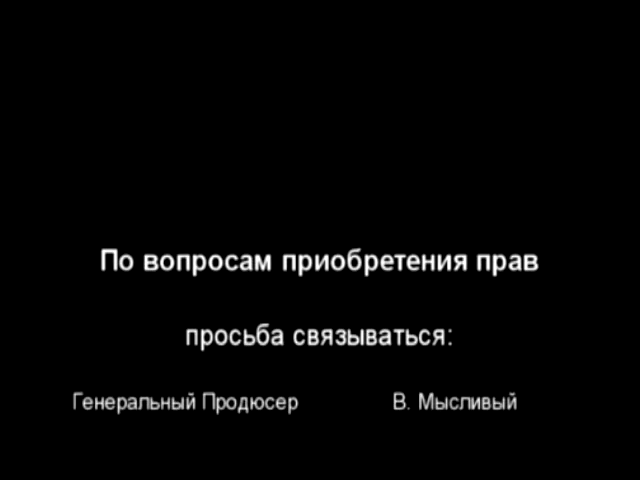 По вопросам приобретения прав
просьба связываться:
Генеральный Продюсер В. Мысливый